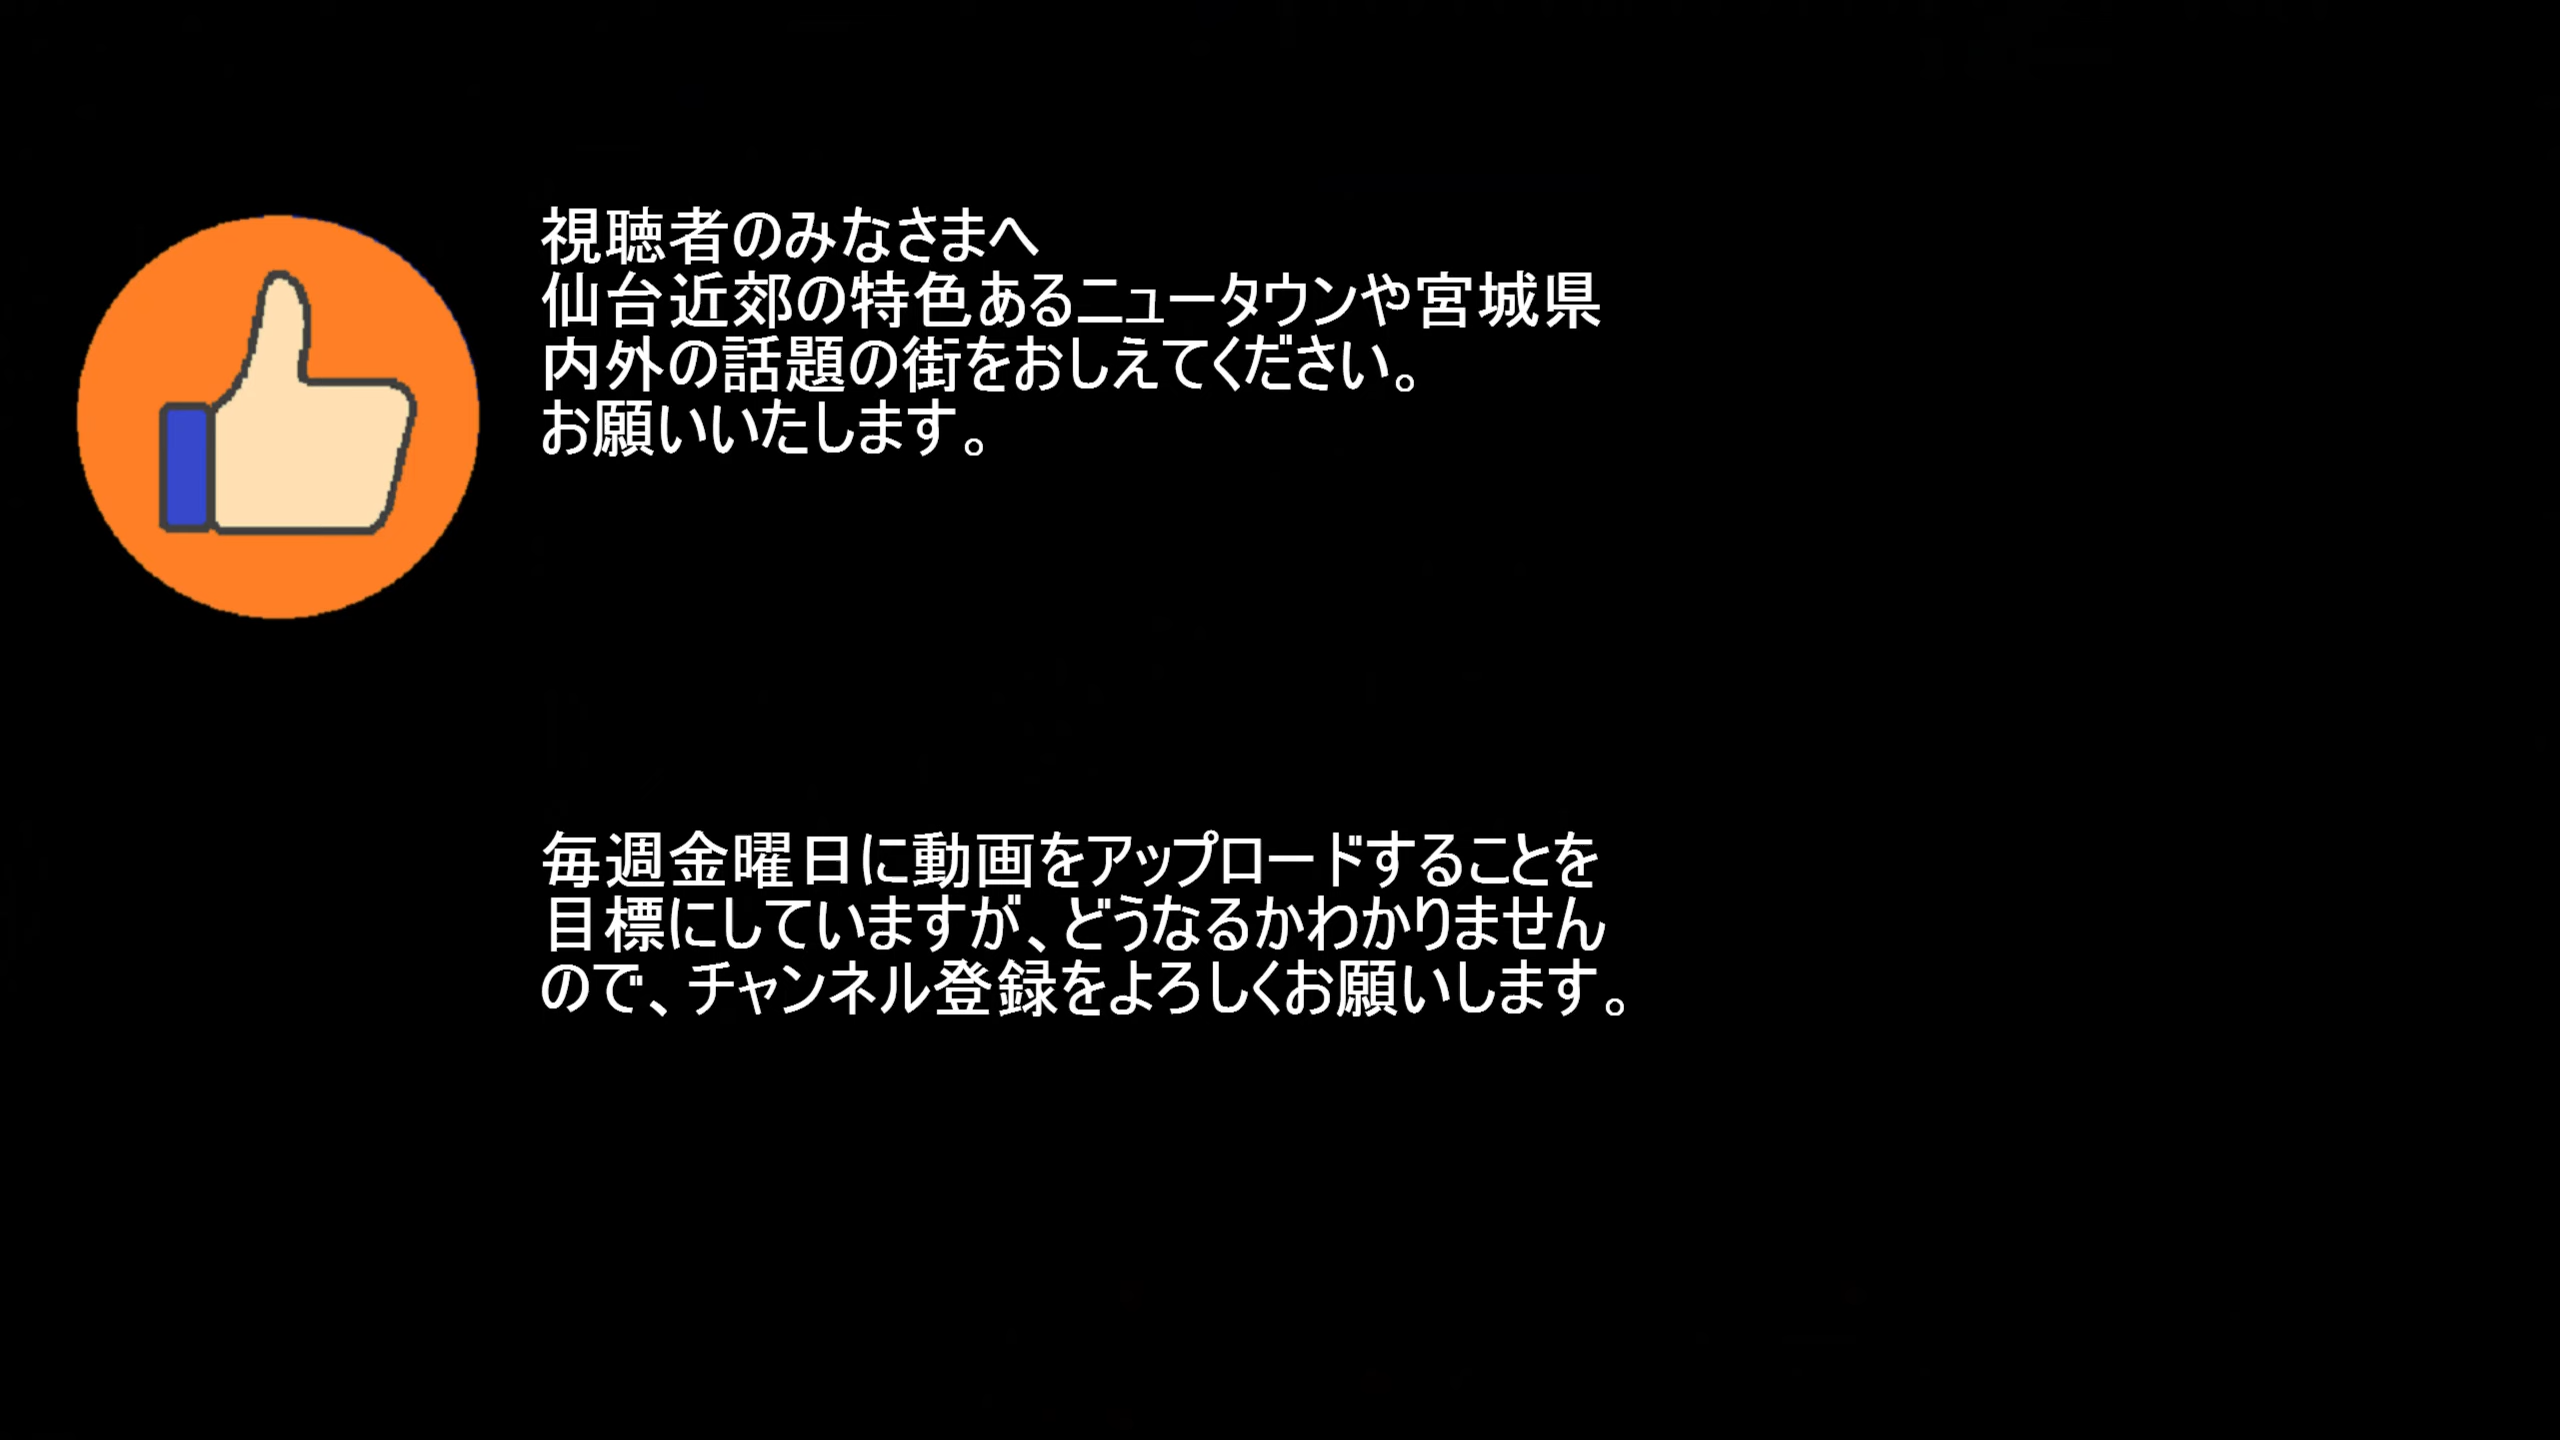 視聴者のみなさまへ
仙台近郊の特色あるニュータウンや宮城県
内外の話題の街をおしえてください。
お願いいたします。
毎週金曜日に動画をアップロードすることを
目標にしていますが、どうなるかわかりません
ので、チャンネル登録をよろしくお願いします。